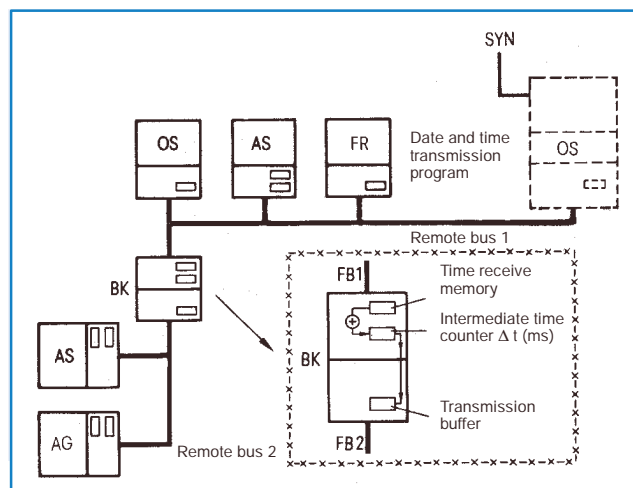 SYN
OS
AS
FR
Date and time
transmission
program
OS
Remote bus 1
BK
FB1
Time receive
memory
Intermediate time
counter Δ t (ms)
BK
Transmission
buffer
FB2
AS
AG
Remote bus 2